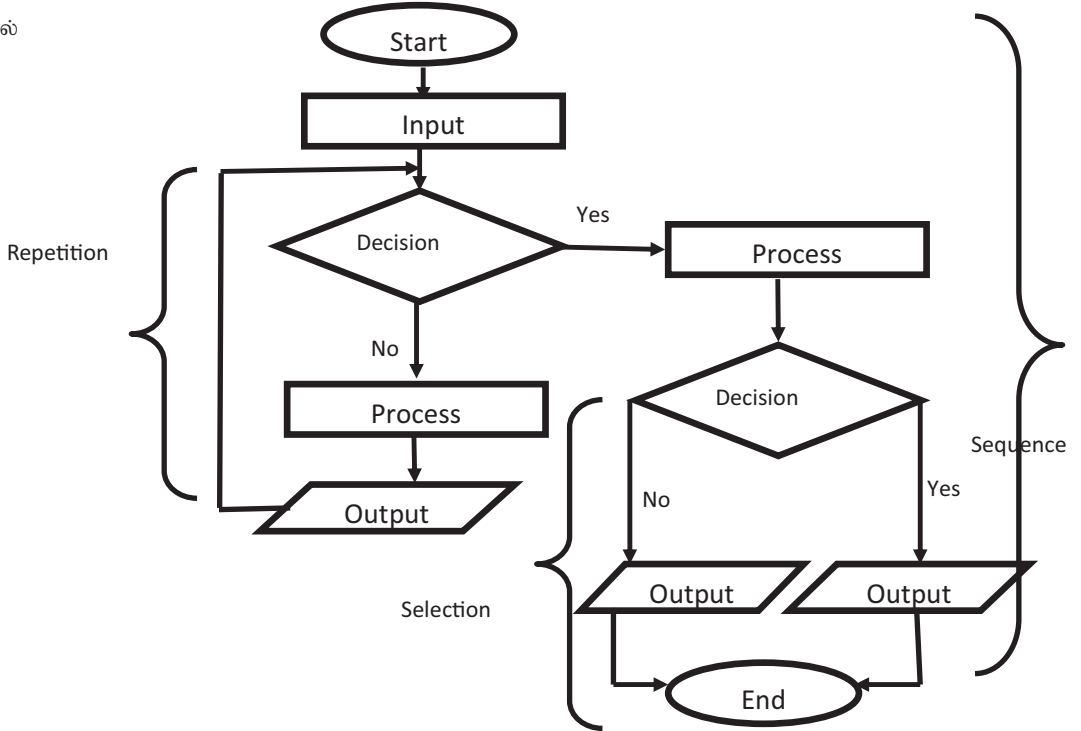 ல்
Start
Input
Decision
Yes
Process
Repetition
No
Process
Decision
Sequence
Output
No
Yes
Selection
Output
Output
End